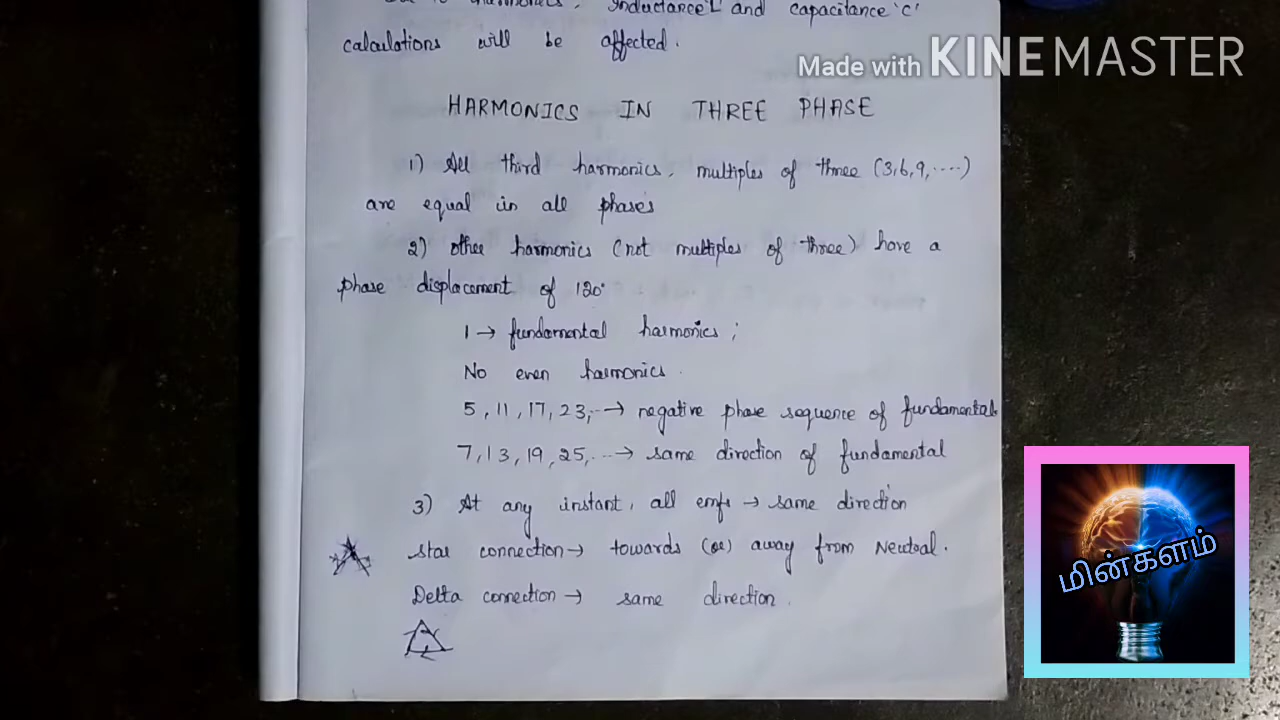 inductance 'L' and capacitance 'C'
calculations will be affected.
Made with KINEMASTER
HARMONICS IN THREE PHASE
1) All third harmonics, multiples of three (3,6,9,....)
are equal in all phases
2) other harmonics (not multiples of three) have a
phase displacement of 120°
1 → fundamental harmonics;
No even harmonics.
5, 11, 17, 23,.. → negative phase sequence of fundamentals
7, 13, 19, 25,... → same direction of fundamental
3) At any instant, all emfs → same direction
Star connection → towards (or) away from Neutral.
Delta connection → same direction.
மின்களம்